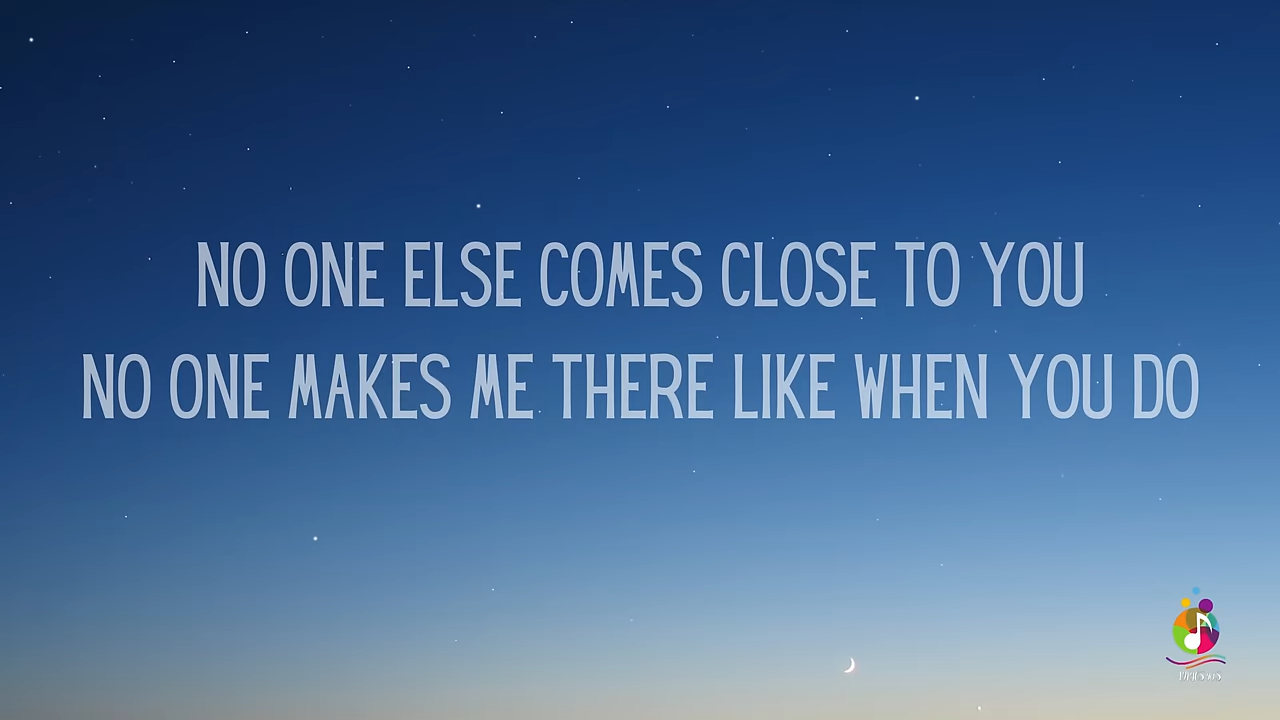 NO ONE ELSE COMES CLOSE TO YOU
NO ONE MAKES ME THERE LIKE WHEN YOU DO